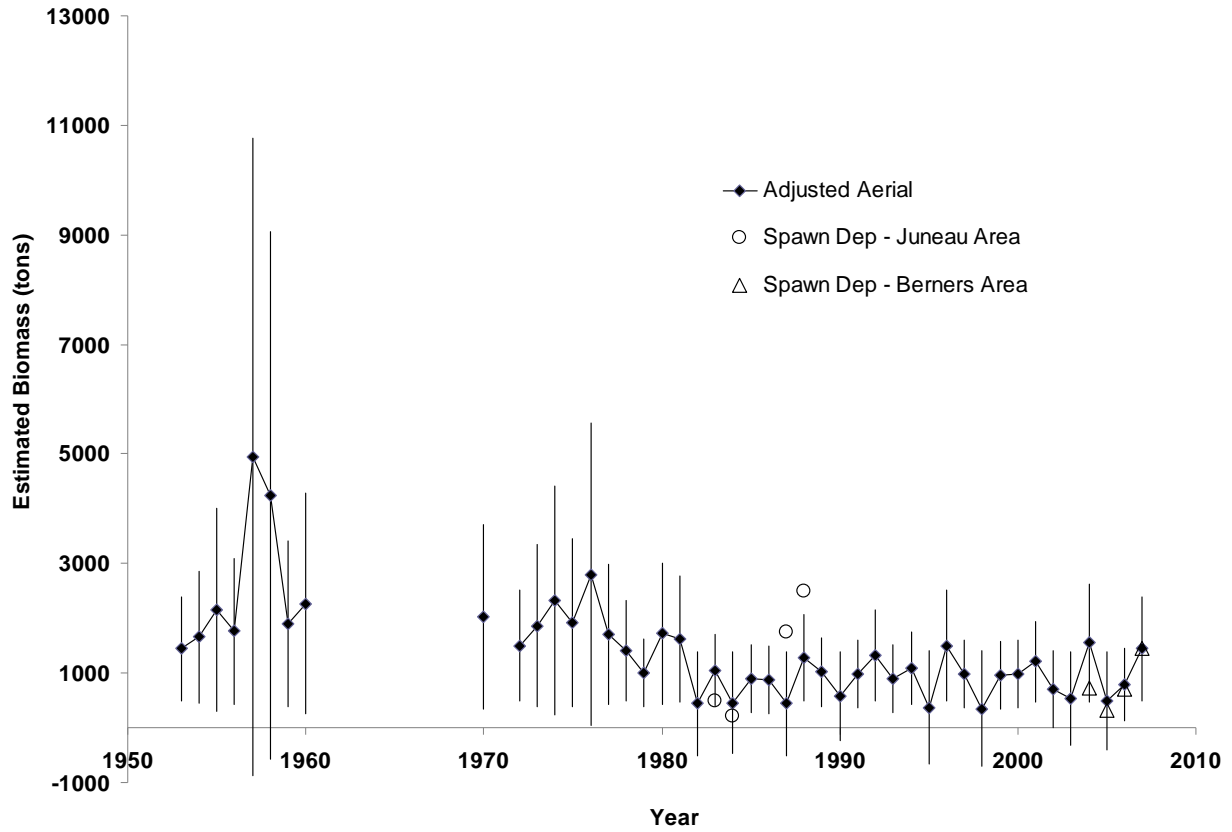 13000
11000
9000
7000
5000
3000
1000
-1000
Estimated Biomass (tons)
Adjusted Aerial
Spawn Dep - Juneau Area
Spawn Dep - Berners Area
1950 1960 1970 1980 1990 2000 2010
Year